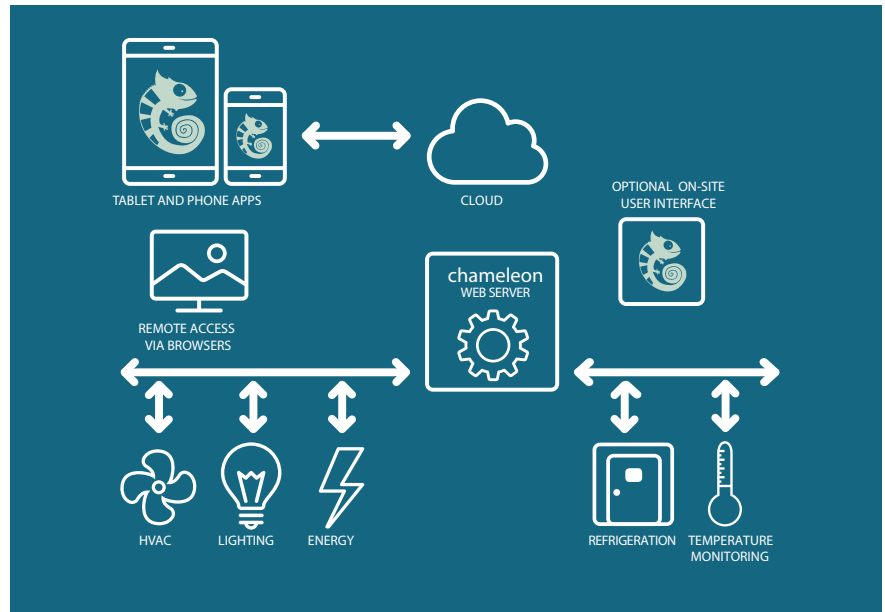 TABLET AND PHONE APPS
CLOUD
OPTIONAL ON-SITE
USER INTERFACE
chameleon
WEB SERVER
REMOTE ACCESS
VIA BROWSERS
HVAC
LIGHTING
ENERGY
REFRIGERATION
TEMPERATURE
MONITORING